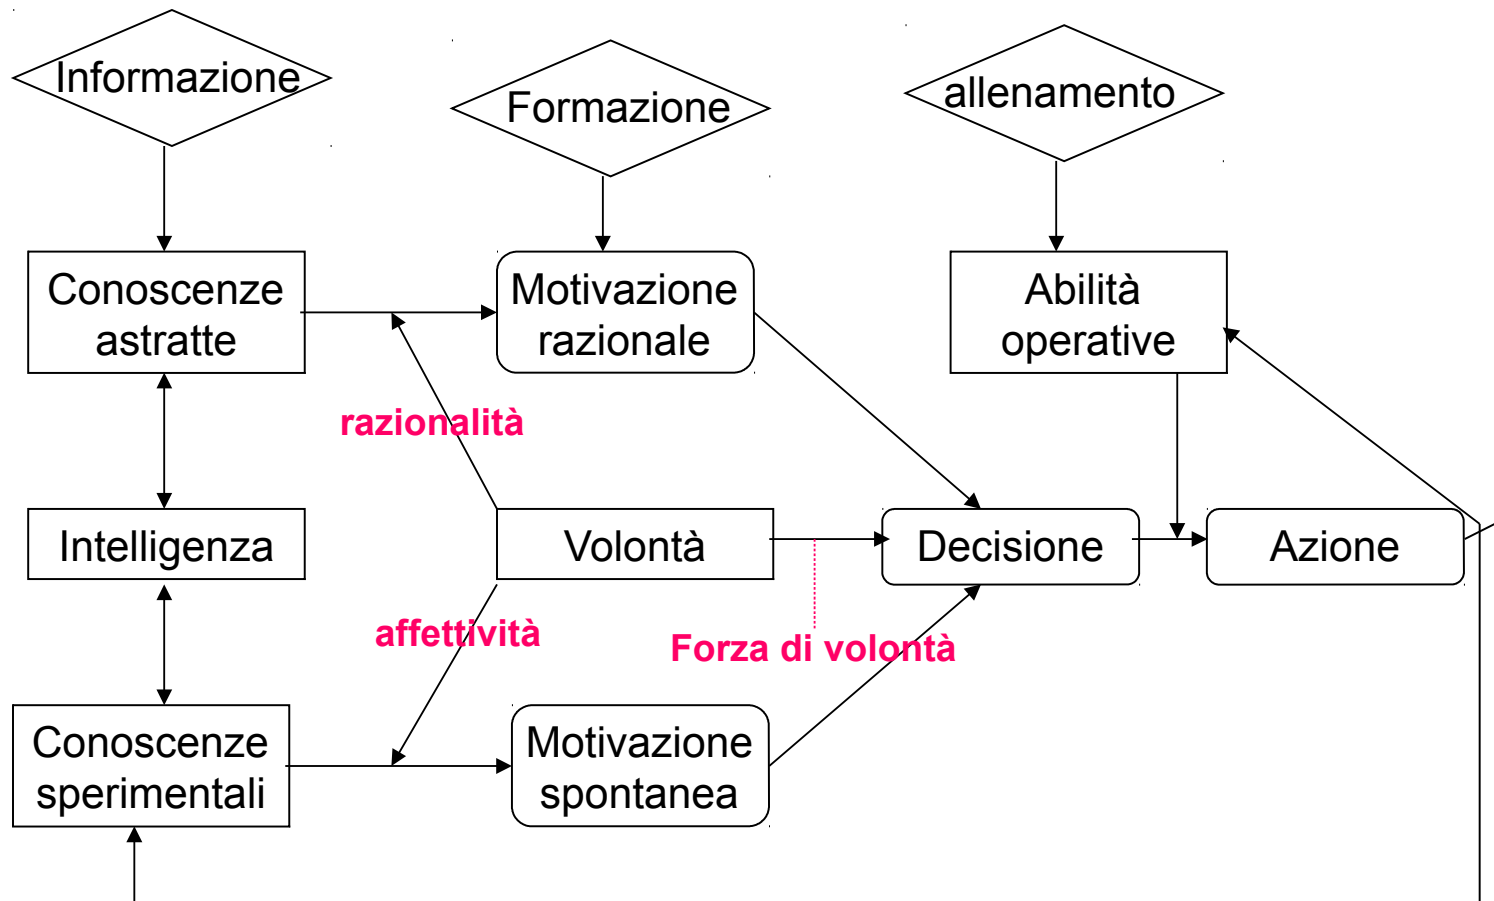 Informazione
Formazione
allenamento
Conoscenze
astratte
Motivazione
razionale
Abilità
operative
razionalità
Intelligenza
Volontà
Decisione
Azione
affettività
Forza di volontà
Conoscenze
sperimentali
Motivazione
spontanea